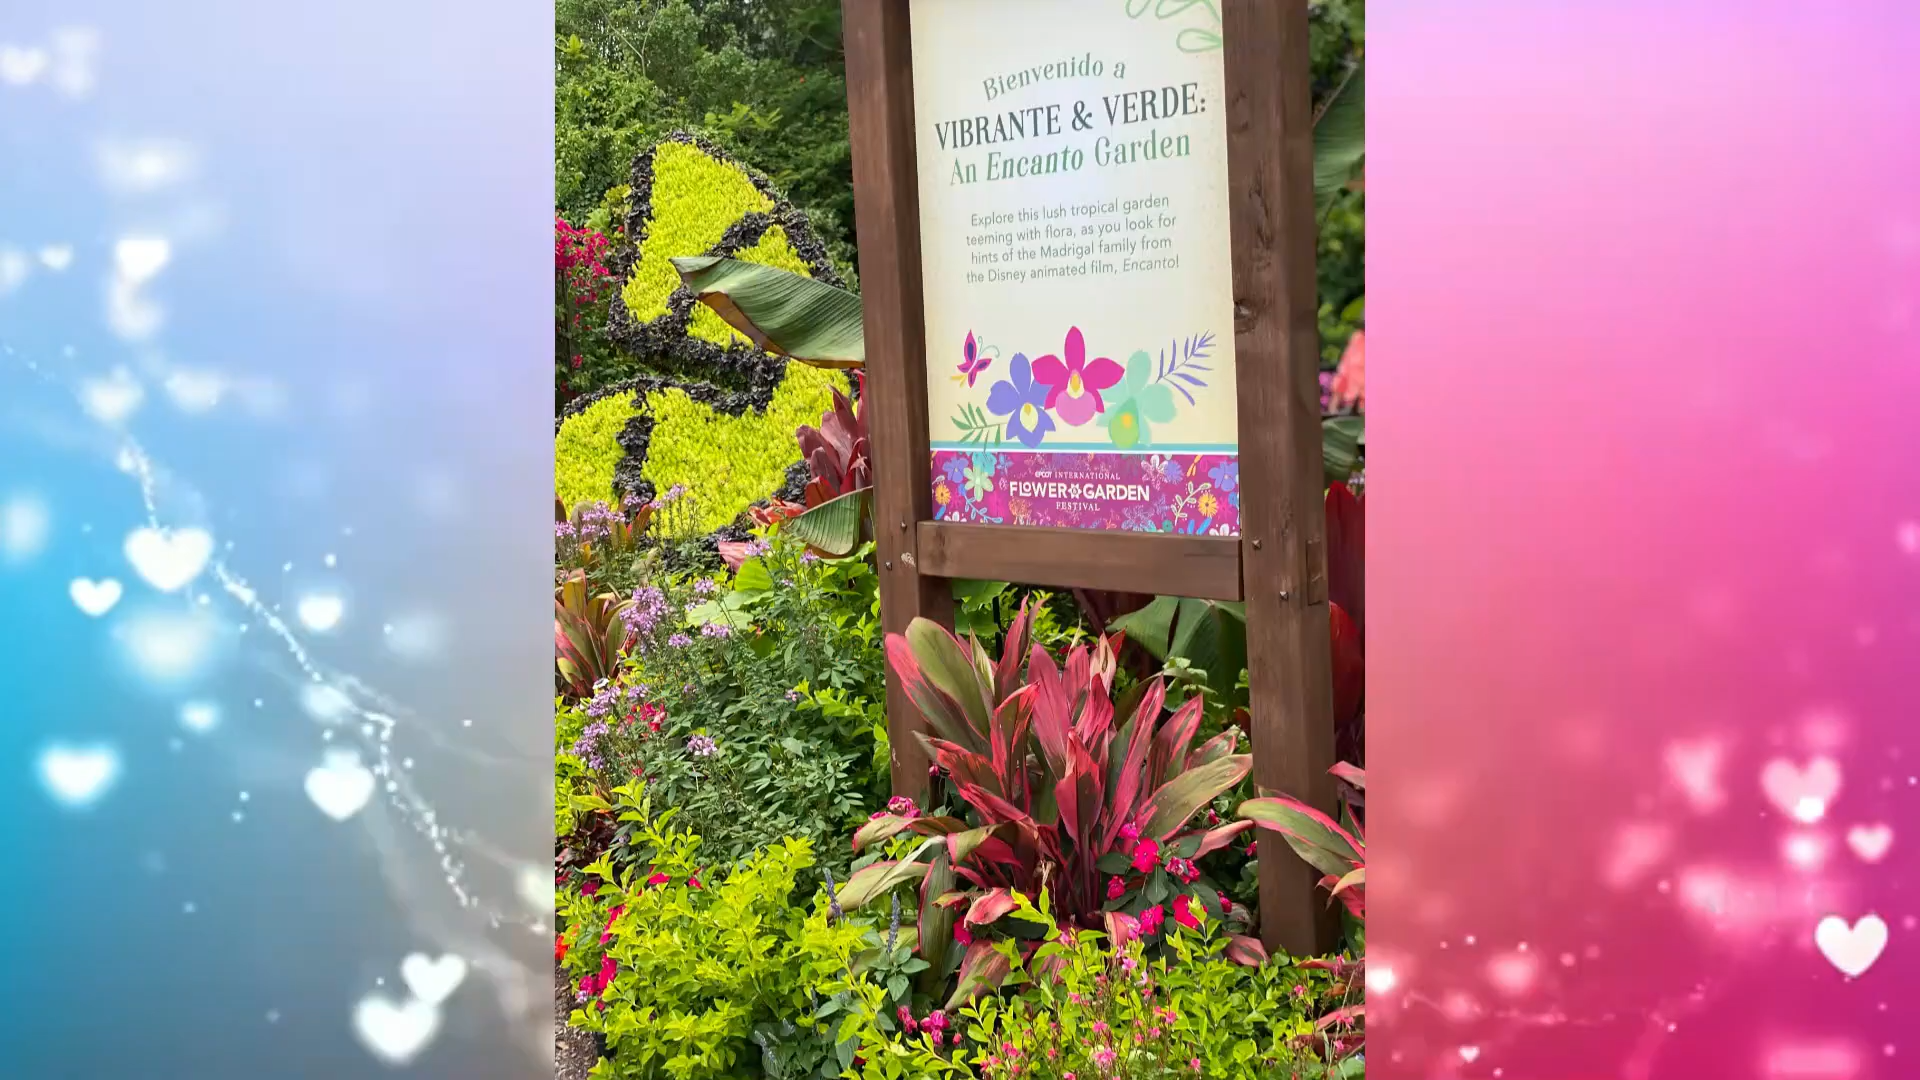 Bienvenido a
VIBRANTE & VERDE:
An Encanto Garden
Explore this lush tropical garden
teeming with flora, as you look for
hints of the Madrigal family from
the Disney animated film, Encanto!
EPCOT INTERNATIONAL
FLOWER & GARDEN
FESTIVAL